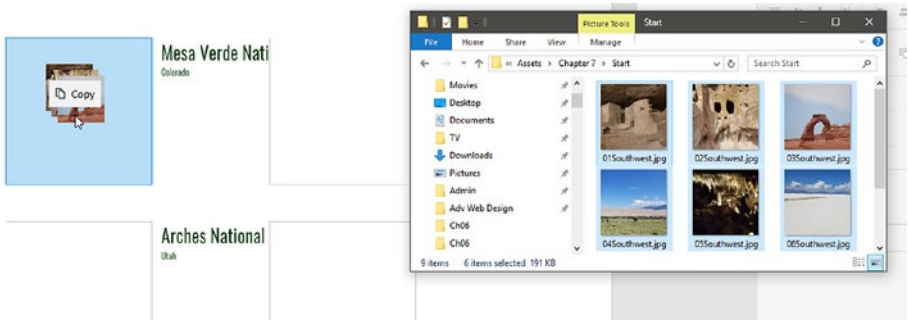 Mesa Verde Nati
Colorado
Copy
Arches National
Utah
Picture Tools
Start
File
Home
Share
View
Manage
« Assets > Chapter 7 > Start
Search Start
Movies
Desktop
Documents
TV
Downloads
Pictures
Admin
Adv Web Design
Ch06
Ch06
01Southwest.jpg
02Southwest.jpg
03Southwest.jpg
04Southwest.jpg
05Southwest.jpg
06Southwest.jpg
9 items
6 items selected 191 KB